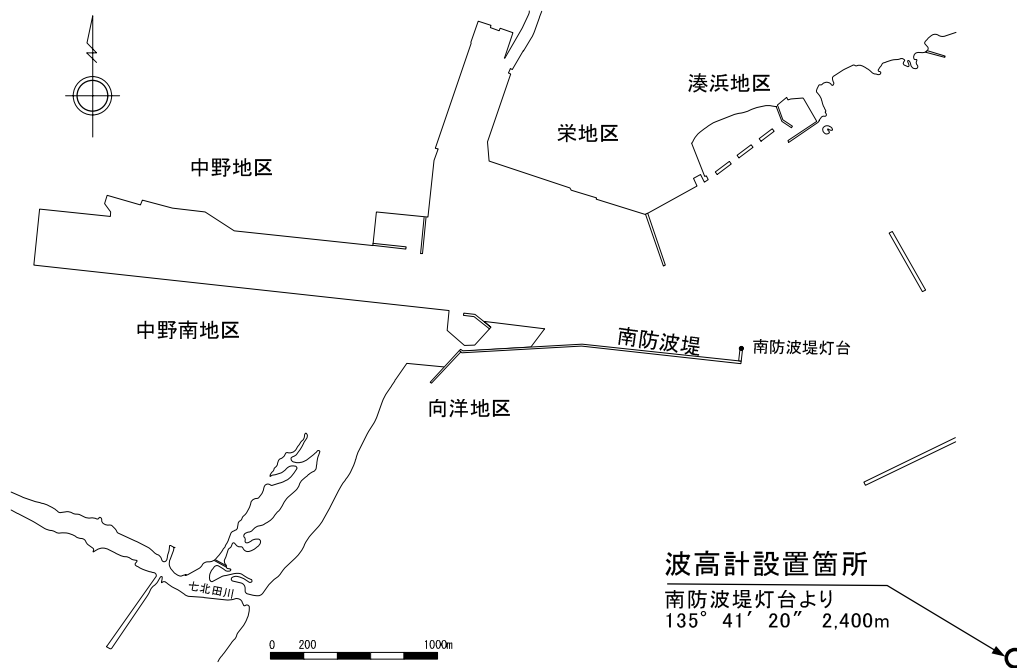 湊浜地区
栄地区
中野地区
中野南地区
南防波堤
南防波堤灯台
向洋地区
波高計設置箇所
南防波堤灯台より
135° 41′ 20″ 2,400m
七北田川
0 200 1000m